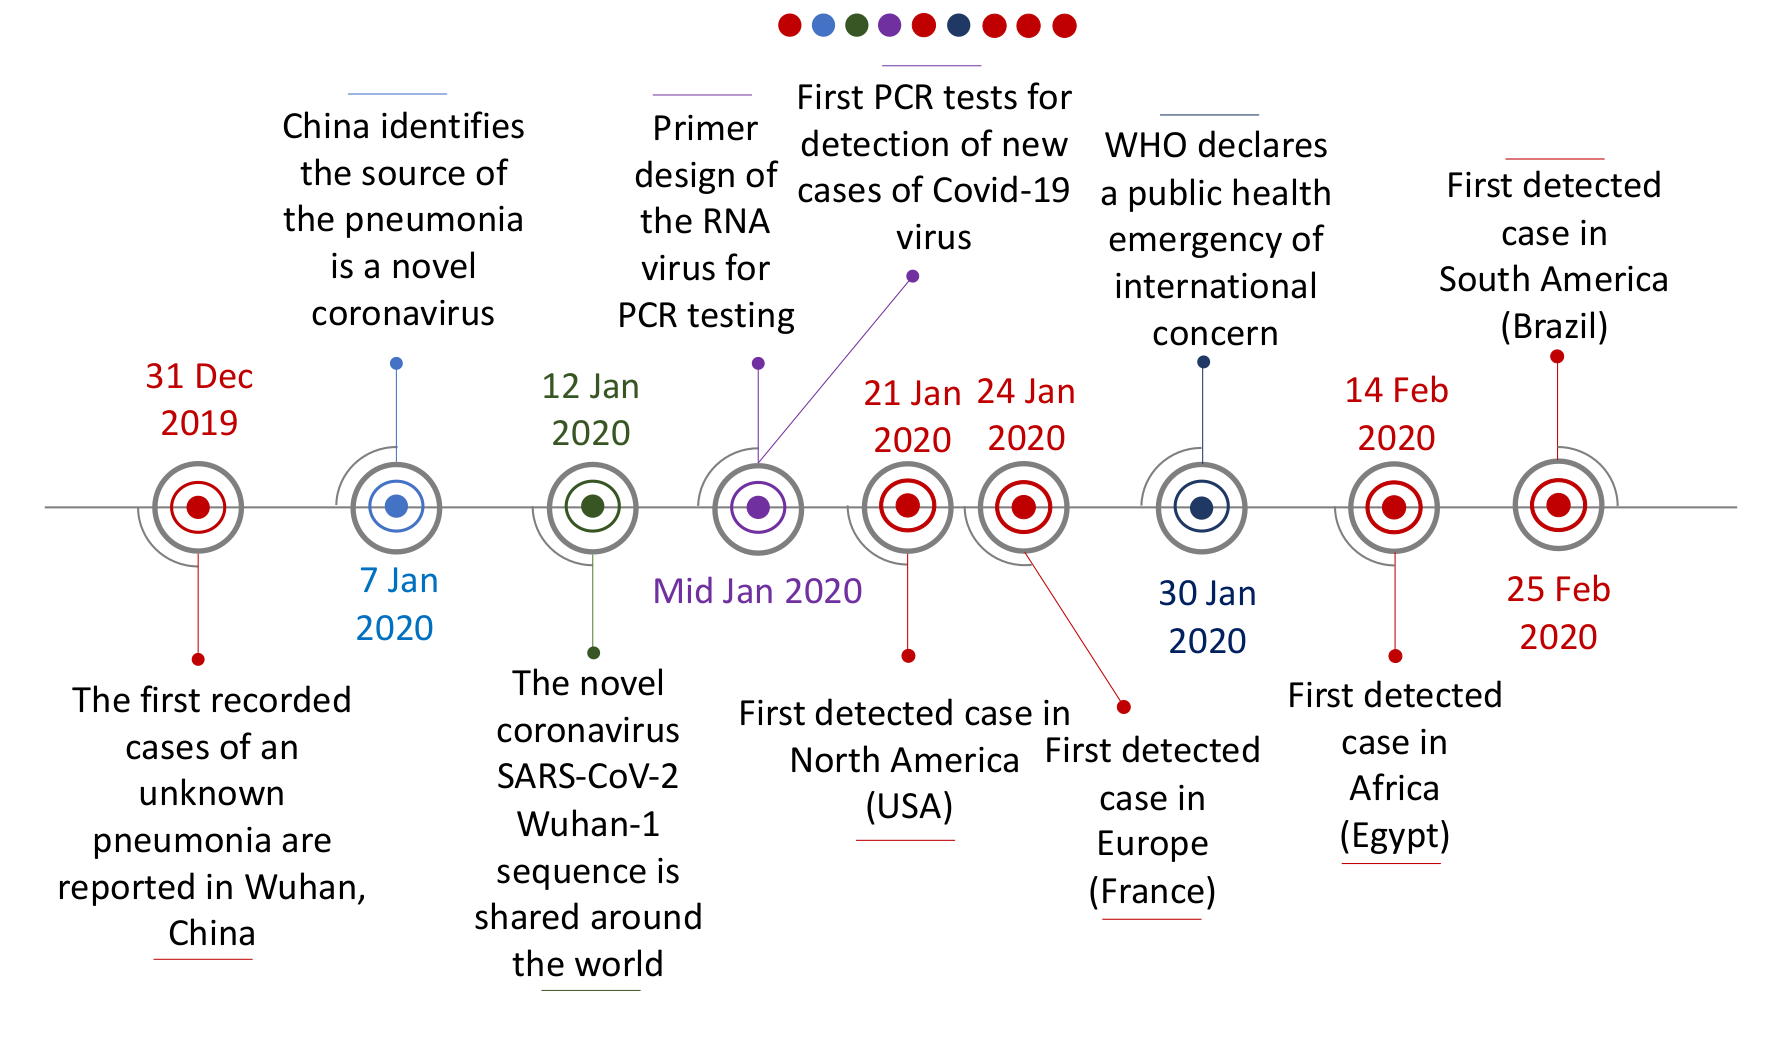 31 Dec
2019
The first recorded
cases of an
unknown
pneumonia are
reported in Wuhan,
China
China identifies
the source of
the pneumonia
is a novel
coronavirus
7 Jan
2020
12 Jan
2020
The novel
coronavirus
SARS-CoV-2
Wuhan-1
sequence is
shared around
the world
Primer
design of
the RNA
virus for
PCR testing
First PCR tests for
detection of new
cases of Covid-19
virus
Mid Jan 2020
21 Jan
2020
First detected case in
North America
(USA)
24 Jan
2020
First detected
case in
Europe
(France)
WHO declares
a public health
emergency of
international
concern
30 Jan
2020
14 Feb
2020
First detected
case in
Africa
(Egypt)
First detected
case in
South America
(Brazil)
25 Feb
2020